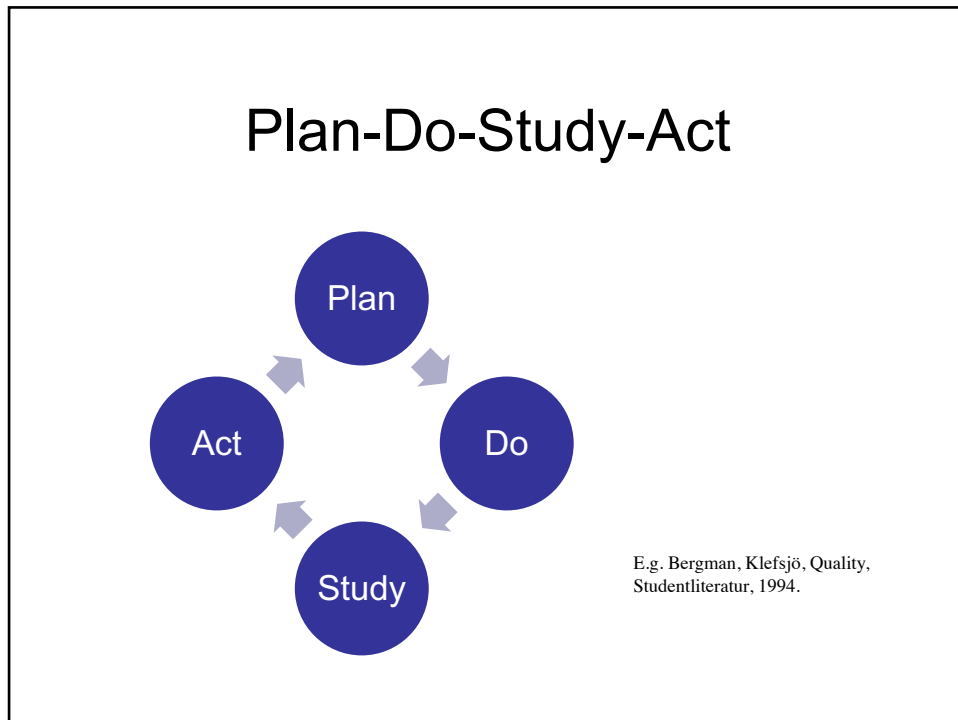 Plan-Do-Study-Act
Plan
Act
Do
Study
E.g. Bergman, Klefsjö, Quality,
Studentliteratur, 1994.